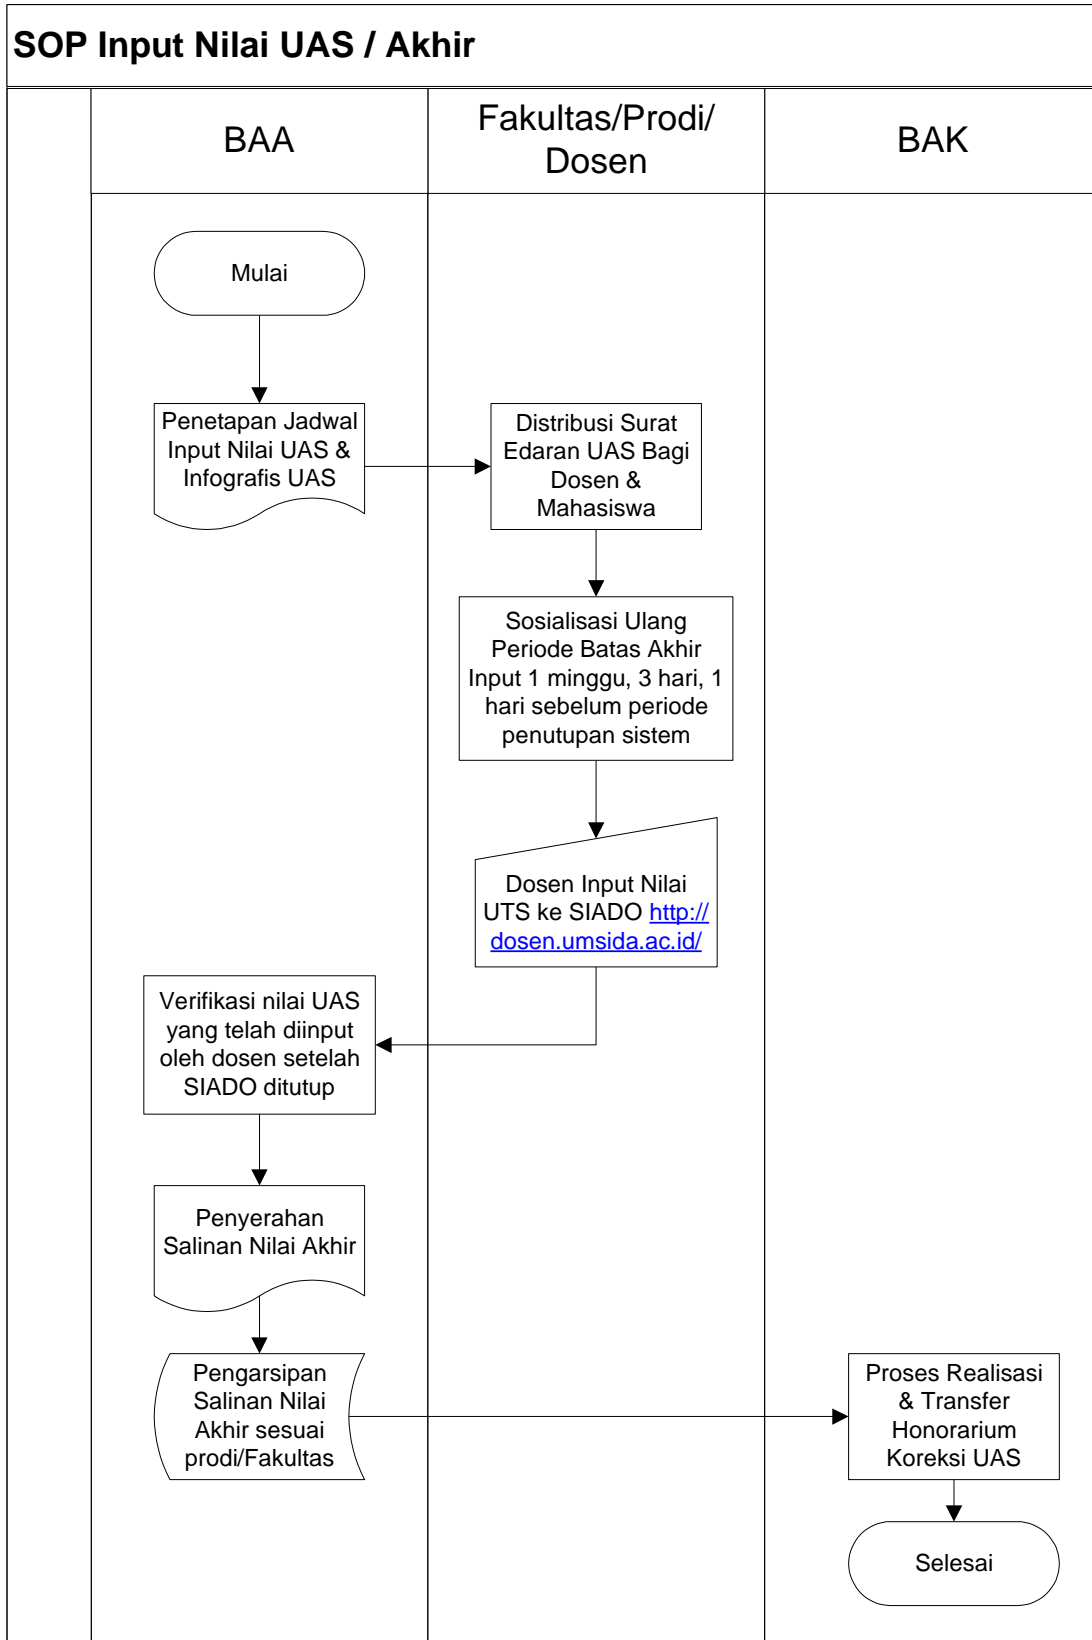 SOP Input Nilai UAS / Akhir
BAA
Fakultas/Prodi/
Dosen
BAK
Mulai
Penetapan Jadwal
Input Nilai UAS &
Infografis UAS
Distribusi Surat
Edaran UAS Bagi
Dosen &
Mahasiswa
Sosialisasi Ulang
Periode Batas Akhir
Input 1 minggu, 3 hari, 1
hari sebelum periode
penutupan sistem
Dosen Input Nilai
UTS ke SIADO http://
dosen.umsida.ac.id/
Verifikasi nilai UAS
yang telah diinput
oleh dosen setelah
SIADO ditutup
Penyerahan
Salinan Nilai Akhir
Pengarsipan
Salinan Nilai
Akhir sesuai
prodi/Fakultas
Proses Realisasi
& Transfer
Honorarium
Koreksi UAS
Selesai